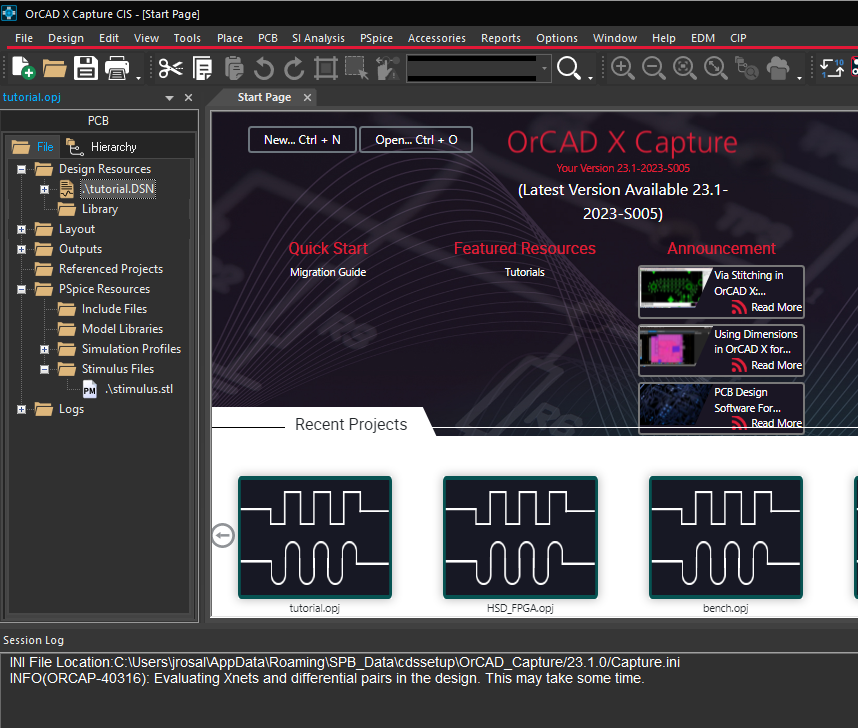 OrCAD X Capture CIS - [Start Page]
File Design Edit View Tools Place PCB SI Analysis PSpice Accessories Reports Options Window Help EDM CIP
tutorial.opj
Start Page
PCB
File Hierarchy
Design Resources
.\tutorial.DSN
Library
Layout
Outputs
Referenced Projects
PSpice Resources
Include Files
Model Libraries
Simulation Profiles
Stimulus Files
PM .\stimulus.stl
Logs
New... Ctrl + N
Open... Ctrl + O
OrCAD X Capture
Your Version 23.1-2023-S005
(Latest Version Available 23.1-
2023-S005)
Quick Start
Migration Guide
Featured Resources
Tutorials
Announcement
Via Stitching in
OrCAD X:...
Read More
Using Dimensions
in OrCAD X for...
Read More
PCB Design
Software For...
Read More
Recent Projects
tutorial.opj
HSD_FPGA.opj
bench.opj
Session Log
INI File Location:C:\Users\jrosal\AppData\Roaming\SPB_Data\cdssetup\OrCAD_Capture/23.1.0/Capture.ini
INFO(ORCAP-40316): Evaluating Xnets and differential pairs in the design. This may take some time.